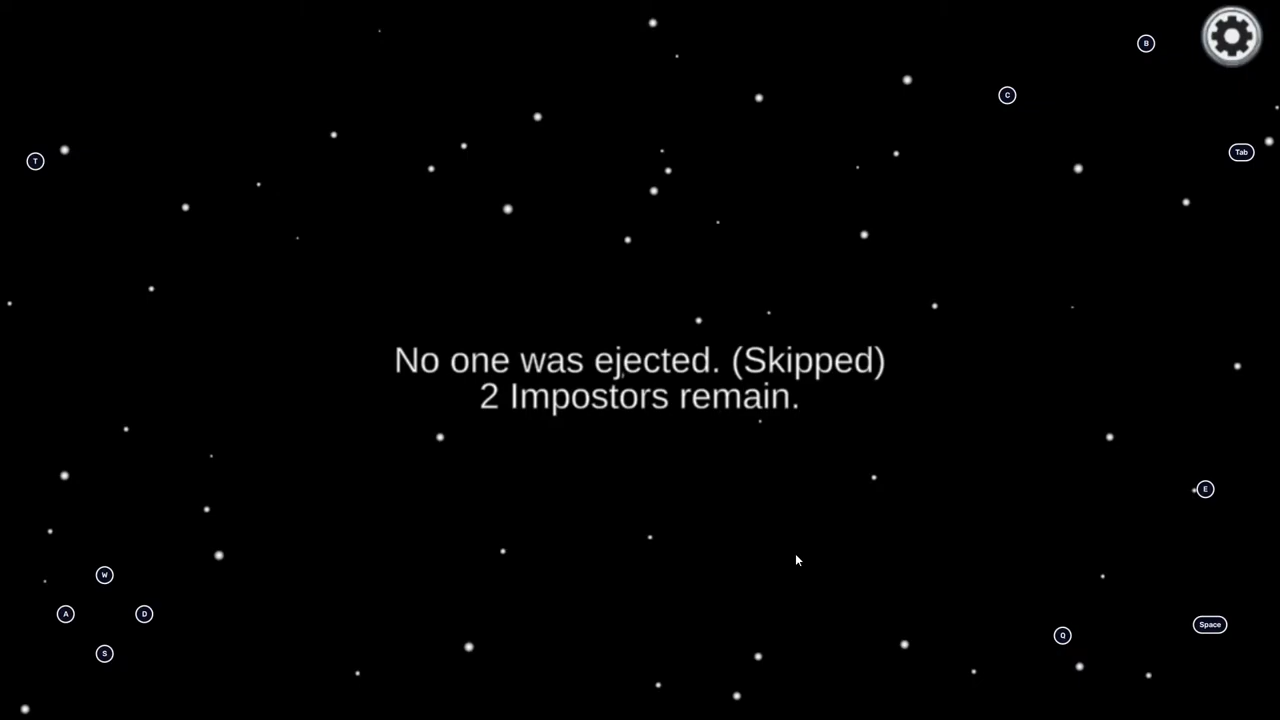 B
C
T
Tab
No one was ejected. (Skipped)
2 Impostors remain.
E
W
A
D
Space
Q
S